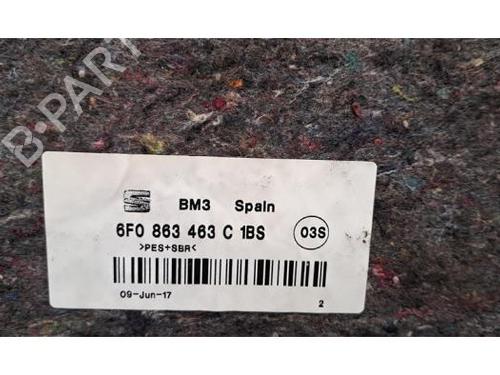 B-PARTS
BM3 Spain
6F0 863 463 C 1BS
03S
>PES+SBR<
09-Jun-17
2